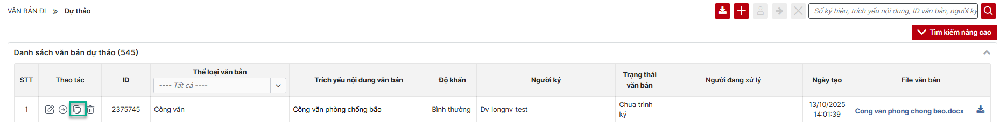 VĂN BẢN ĐI » Dự thảo
Số ký hiệu, trích yếu nội dung, ID văn bản, người ký
Tìm kiếm nâng cao
Danh sách văn bản dự thảo (545)
STT
Thao tác
ID
Thể loại văn bản
---- Tất cả ----
Trích yếu nội dung văn bản
Độ khẩn
Người ký
Trạng thái
văn bản
Người đang xử lý
Ngày tạo
File văn bản
1
2375745
Công văn
Công văn phòng chống bão
Bình thường
Dv_longnv_test
Chưa trình
ký
13/10/2025
14:01:39
Cong van phong chong bao.docx